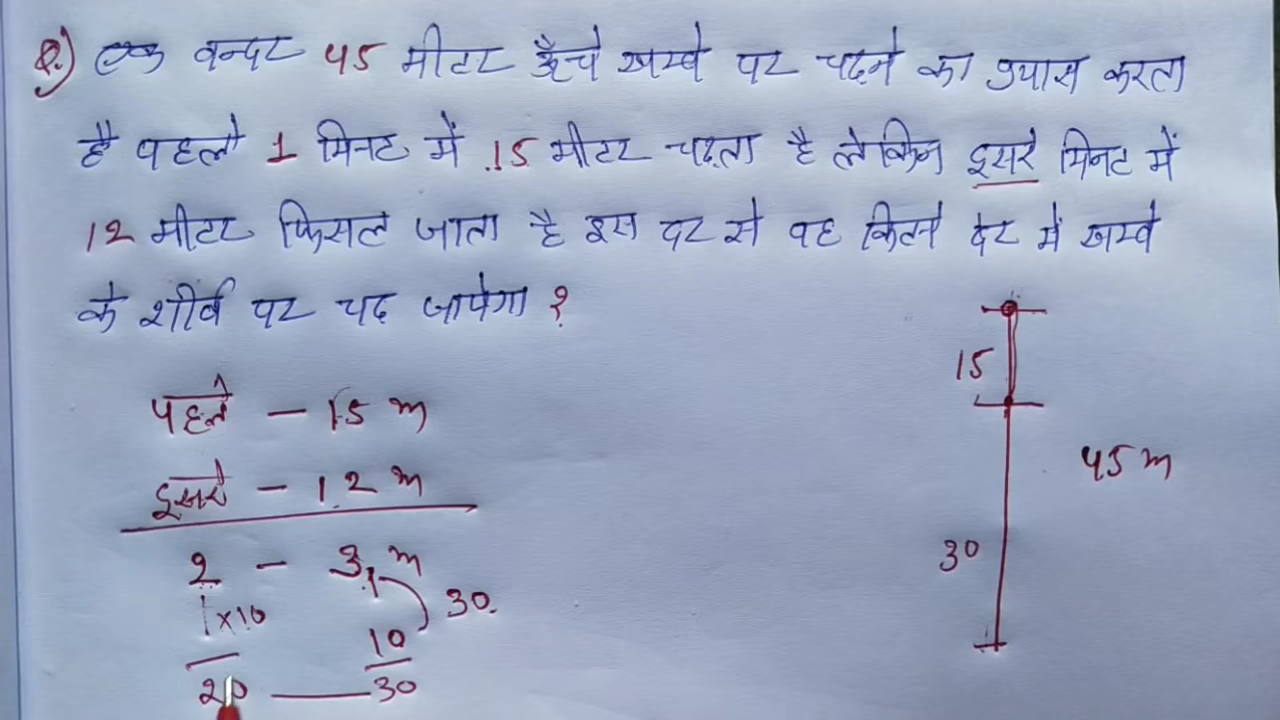 Q.) एक बन्दर 45 मीटर ऊँचे खम्बे पर चढ़ने का प्रयास करता
है पहले 1 मिनट में 15 मीटर चढ़ता है लेकिन दुसरे मिनट में
12 मीटर फिसल जाता है इस दर से वह कितने देर में खम्बे
के शीर्ष पर चढ जायेगा ?
पहले — 15 m
दुसरे — 12 m
2 — 3 m
1×10
30
10
20 — 30
15
45 m
30